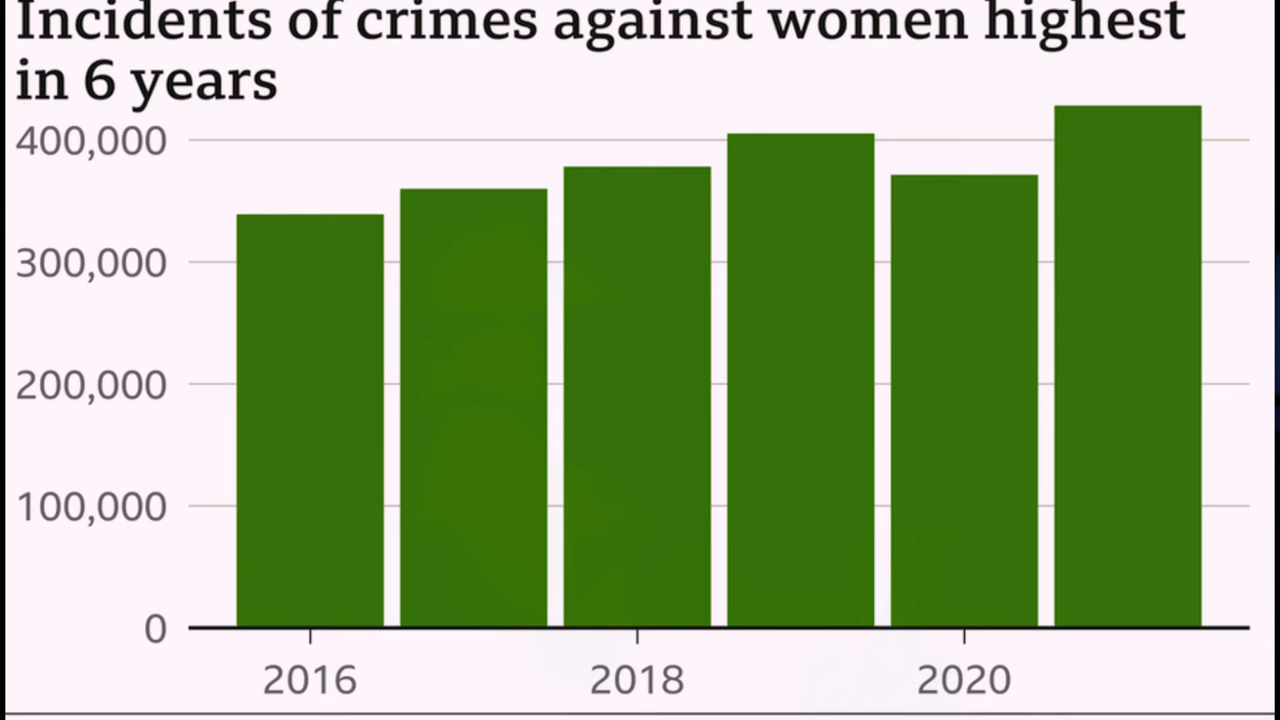 Incidents of crimes against women highest
in 6 years
400,000
300,000
200,000
100,000
0
2016 2018 2020